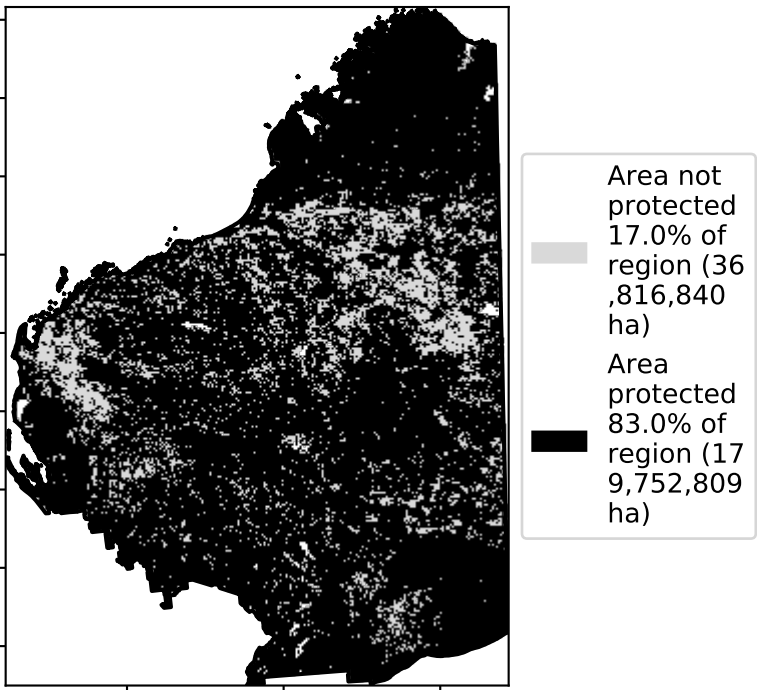 Area not
protected
17.0% of
region (36
,816,840
ha)
Area
protected
83.0% of
region (17
9,752,809
ha)